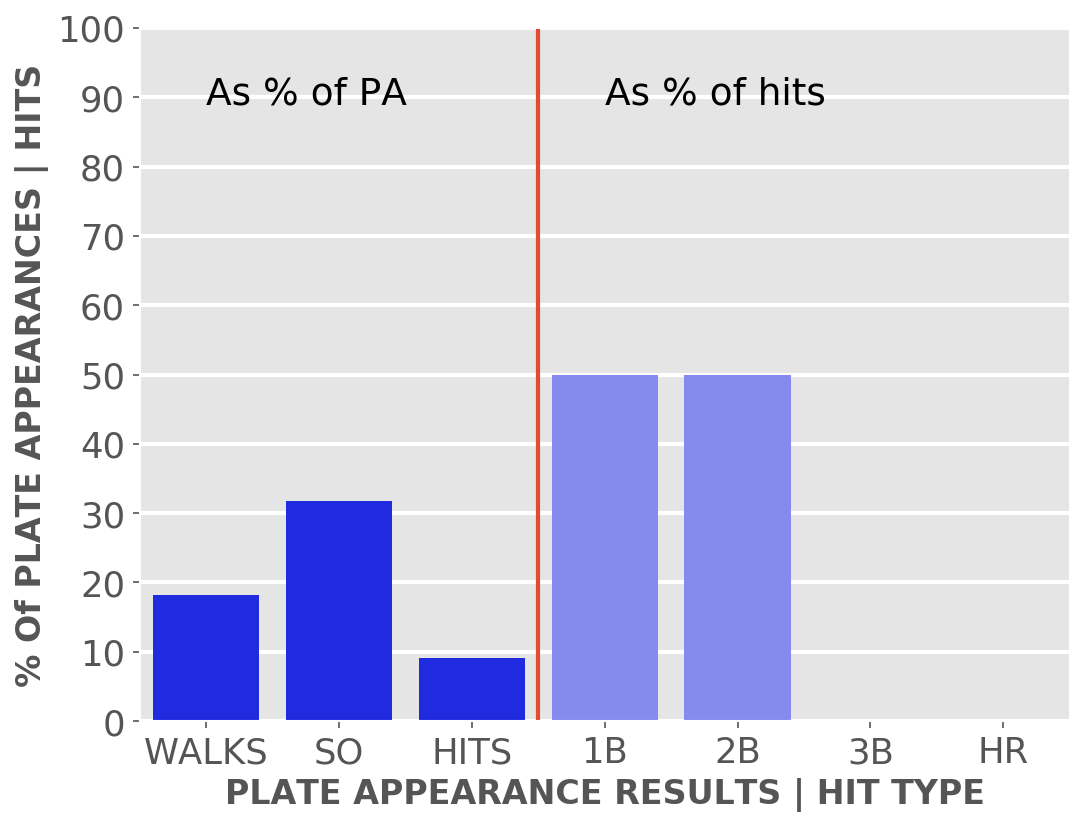 100
90
80
70
60
50
40
30
20
10
0
% Of PLATE APPEARANCES | HITS
As % of PA
As % of hits
WALKS SO HITS 1B 2B 3B HR
PLATE APPEARANCE RESULTS | HIT TYPE